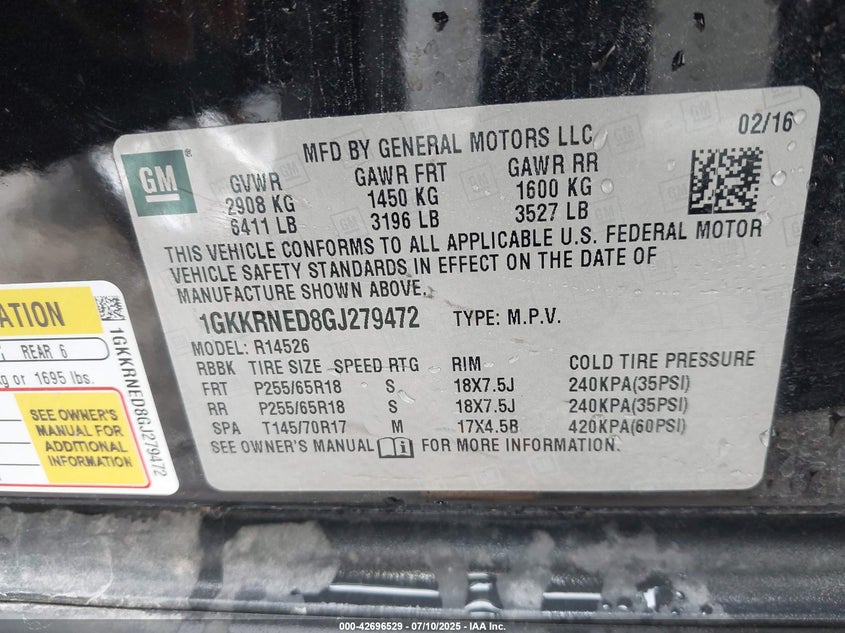 02/16
MFD BY GENERAL MOTORS LLC
GM
GVWR GAWR FRT GAWR RR
2908 KG 1450 KG 1600 KG
6411 LB 3196 LB 3527 LB
THIS VEHICLE CONFORMS TO ALL APPLICABLE U.S. FEDERAL MOTOR
VEHICLE SAFETY STANDARDS IN EFFECT ON THE DATE OF
MANUFACTURE SHOWN ABOVE.
1GKKRNED8GJ279472 TYPE: M.P.V.
MODEL: R14526
RBBK TIRE SIZE SPEED RTG RIM COLD TIRE PRESSURE
FRT P255/65R18 S 18X7.5J 240KPA(35PSI)
RR P255/65R18 S 18X7.5J 240KPA(35PSI)
SPA T145/70R17 M 17X4.5B 420KPA(60PSI)
SEE OWNER'S MANUAL FOR MORE INFORMATION.
ATION
REAR 6
kg or 1695 lbs.
SEE OWNER'S
MANUAL FOR
ADDITIONAL
INFORMATION
1GKKRNED8GJ279472
000-42696529 - 07/10/2025 - IAA Inc.